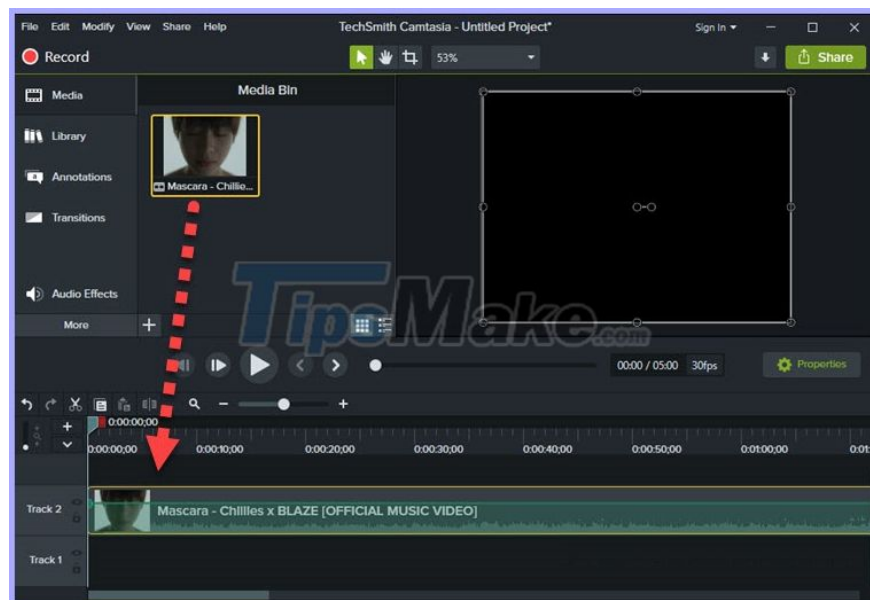 File Edit Modify View Share Help TechSmith Camtasia - Untitled Project* Sign In
Record 53% Share
Media Media Bin
Library
Mascara - Chillie...
Annotations
Transitions
Audio Effects
More
TipsMake.com
00:00 / 05:00 30fps Properties
0:00:00;00
0:00:00;00 0:00:10;00 0:00:20;00 0:00:30;00 0:00:40;00 0:00:50;00 0:01:00;00 0:01:
Track 2 Mascara - Chillies x BLAZE [OFFICIAL MUSIC VIDEO]
Track 1